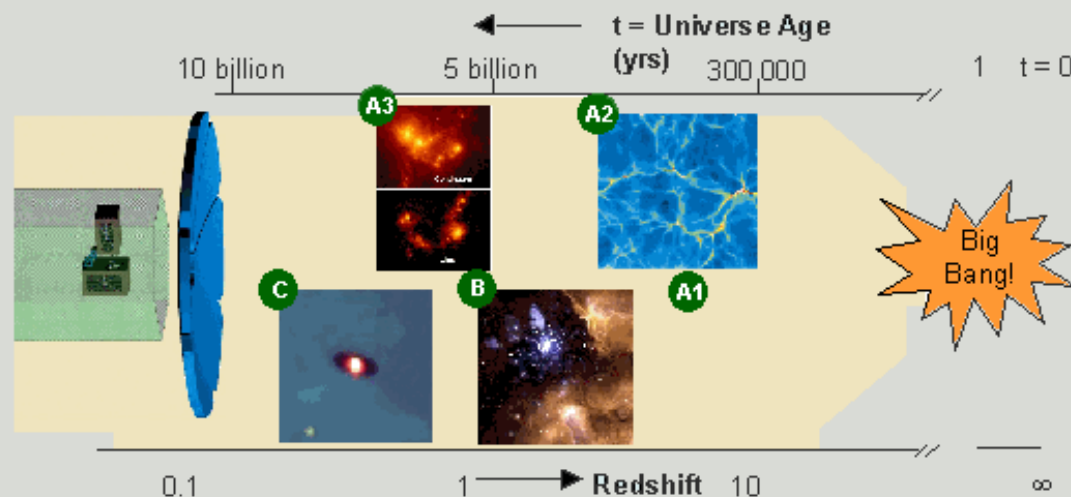 t = Universe Age
(yrs)
10 billion
5 billion
300,000
1
t = 0
A3
A2
Continuum
Big
Bang!
C
B
A1
0.1
1
Redshift
10
∞